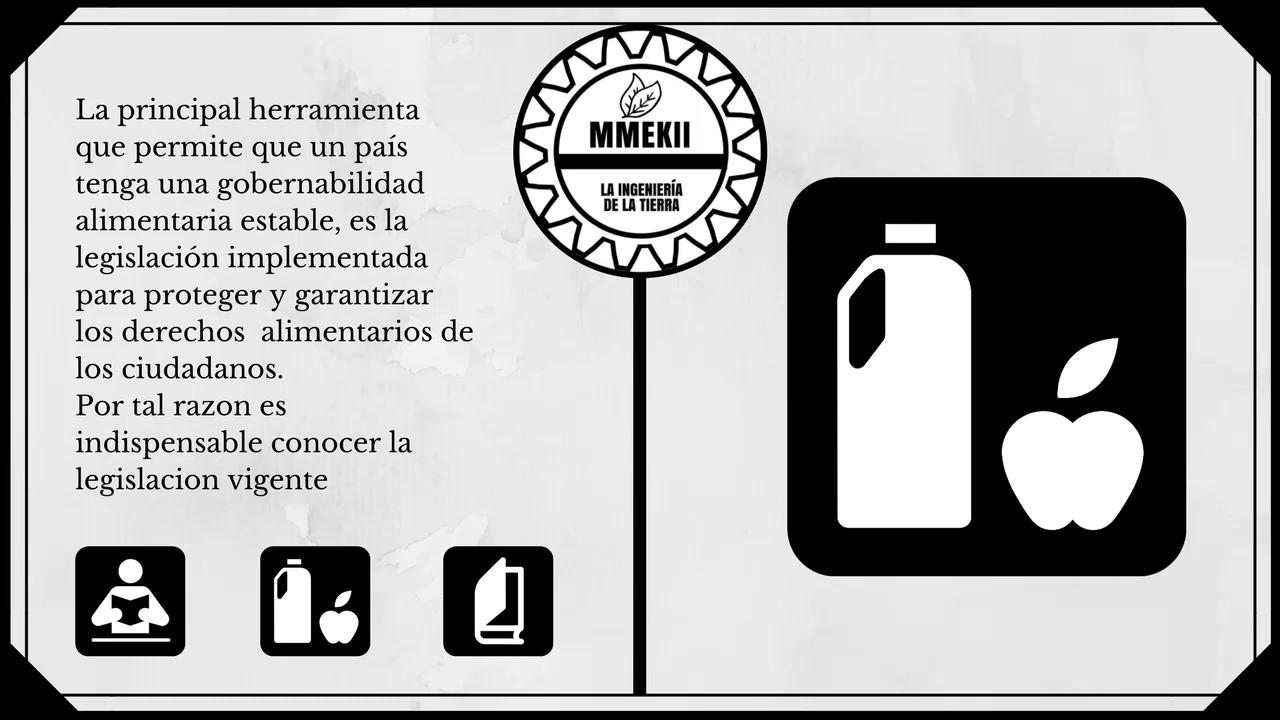 La principal herramienta
que permite que un país
tenga una gobernabilidad
alimentaria estable, es la
legislación implementada
para proteger y garantizar
los derechos  alimentarios de
los ciudadanos.
Por tal razon es
indispensable conocer la
legislacion vigente
MMEKII
LA INGENIERÍA
DE LA TIERRA